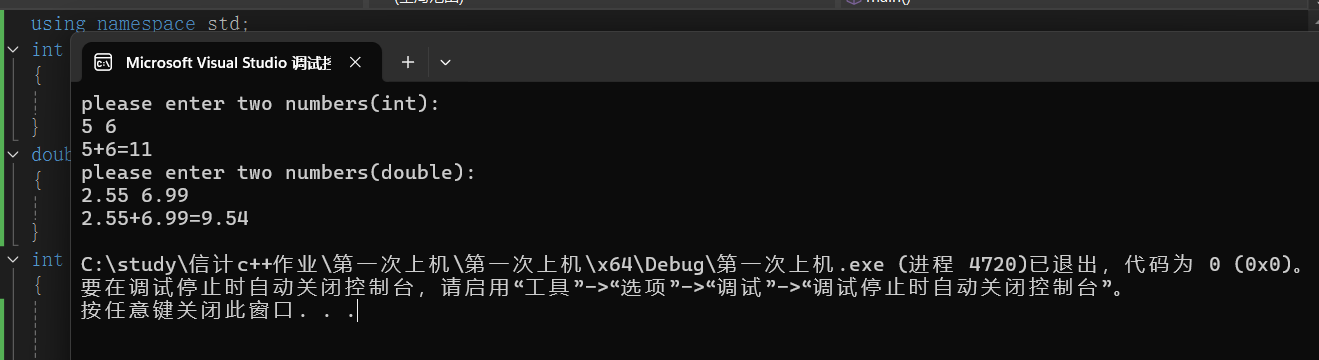 main()
using namespace std;
int
{
}
doub
{
}
int
{
Microsoft Visual Studio 调试控
please enter two numbers(int):
5 6
5+6=11
please enter two numbers(double):
2.55 6.99
2.55+6.99=9.54
C:\study\信计c++作业\第一次上机\第一次上机\x64\Debug\第一次上机.exe (进程 4720)已退出，代码为 0 (0x0)。
要在调试停止时自动关闭控制台，请启用“工具”->“选项”->“调试”->“调试停止时自动关闭控制台”。
按任意键关闭此窗口. . .